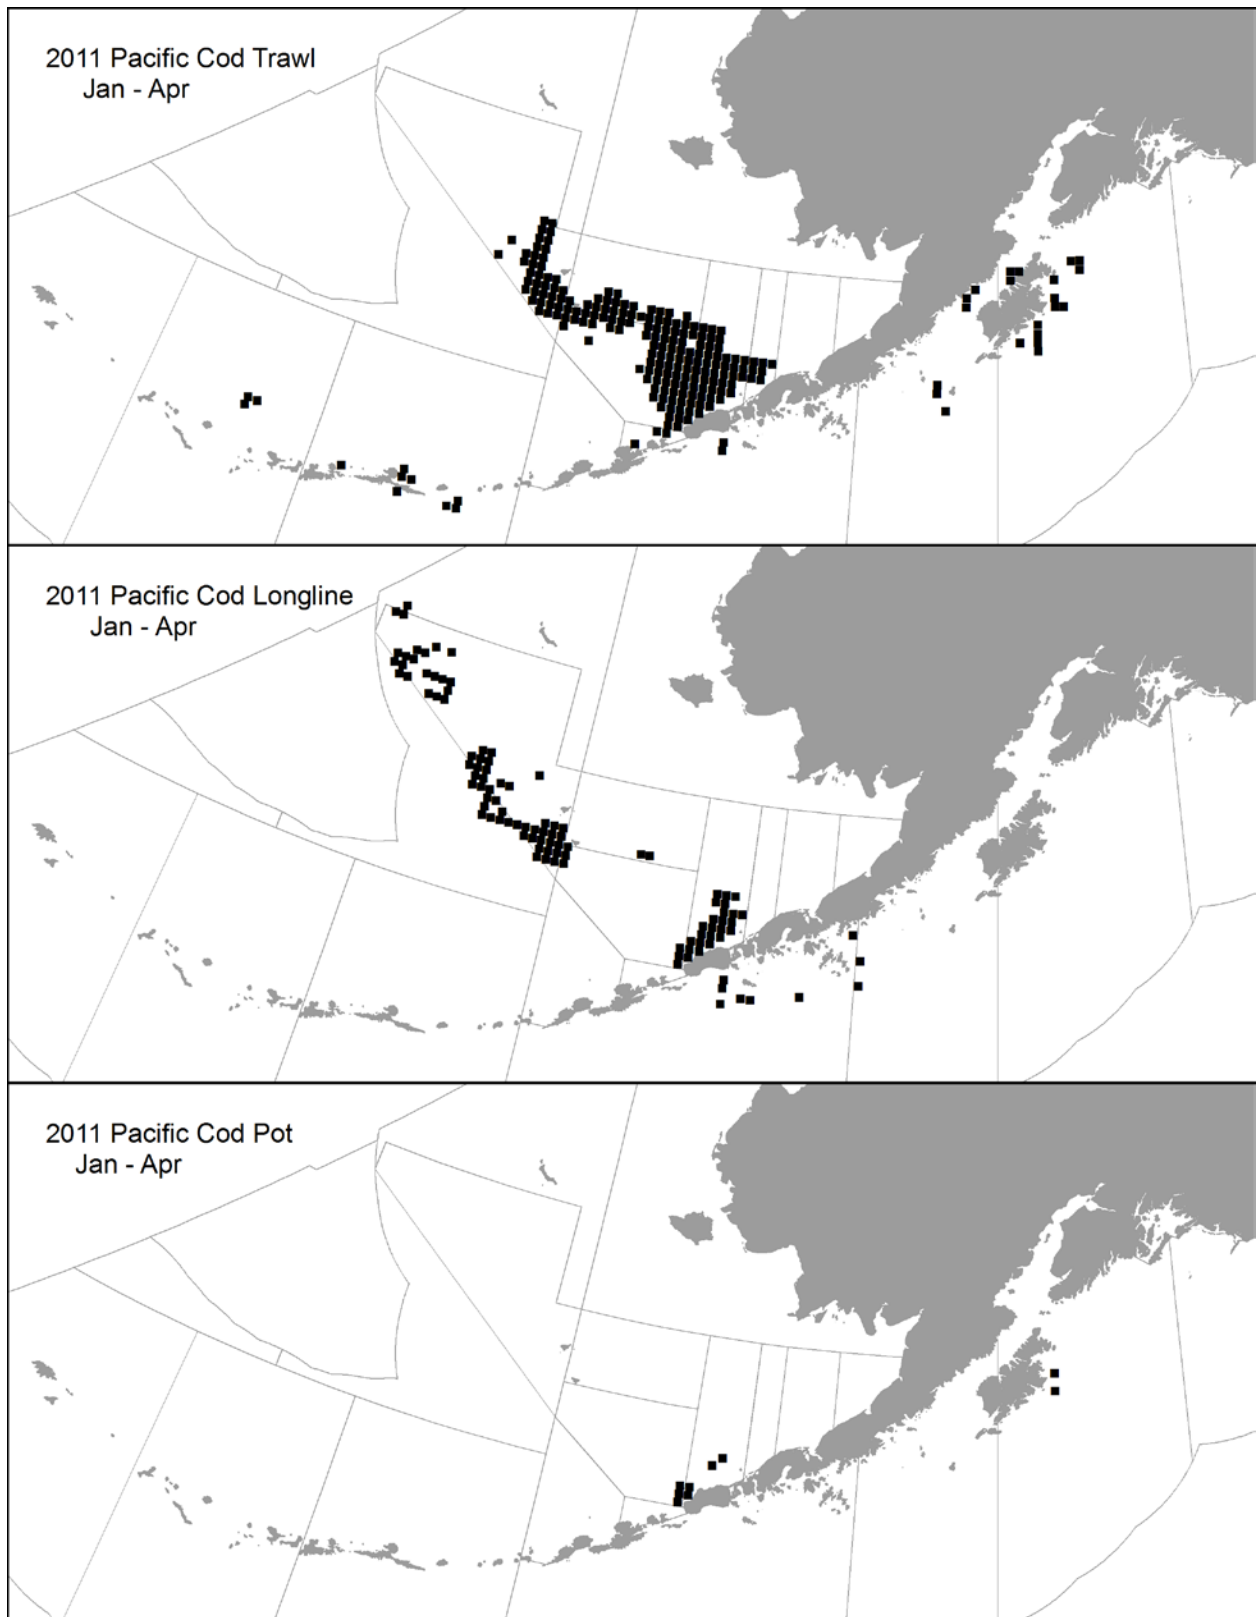 2011 Pacific Cod Trawl
Jan - Apr
2011 Pacific Cod Longline
Jan - Apr
2011 Pacific Cod Pot
Jan - Apr